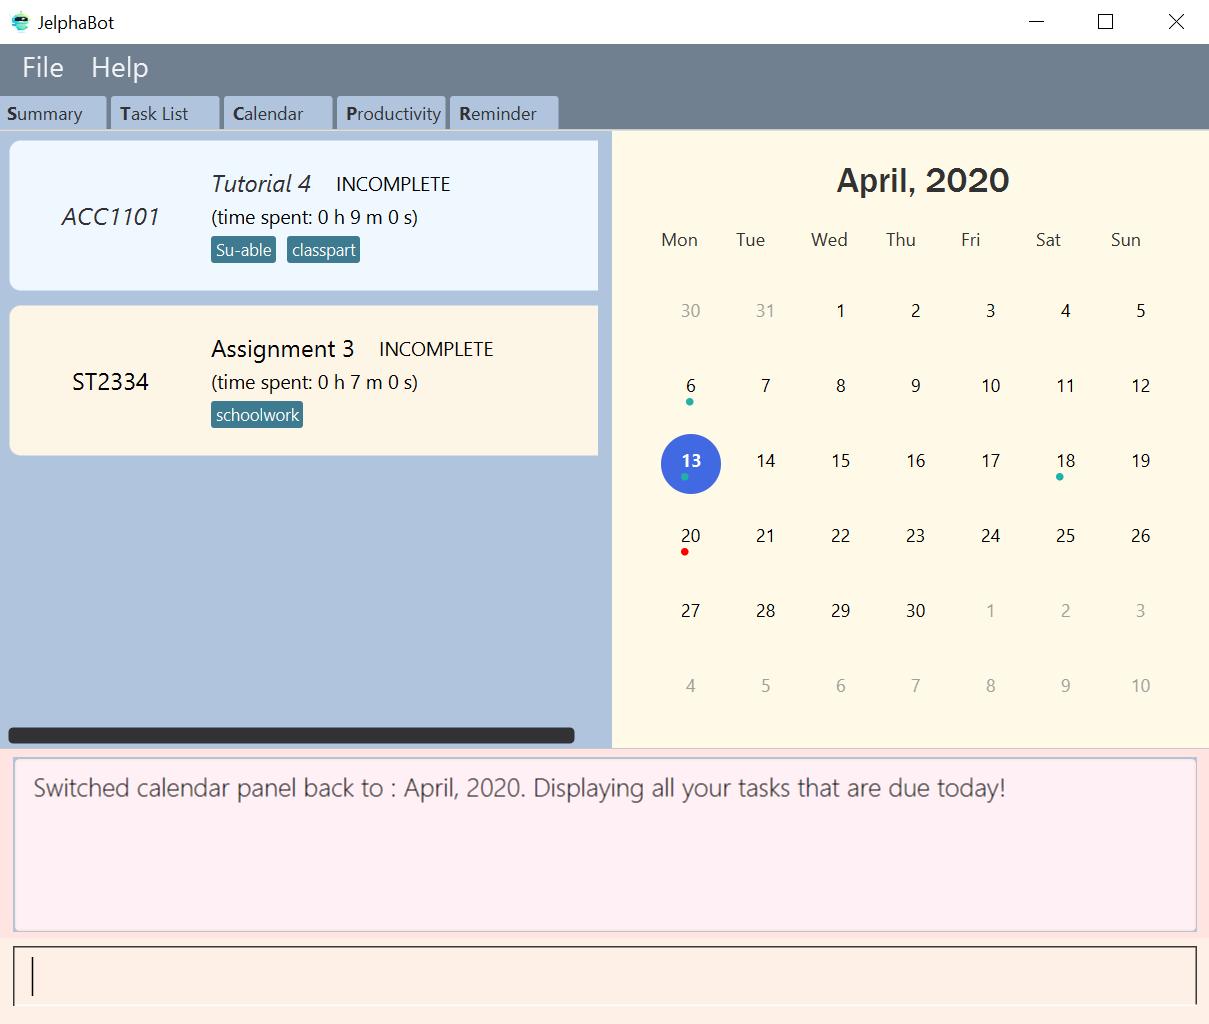 JelphaBot
File Help
Summary Task List Calendar Productivity Reminder
Tutorial 4 INCOMPLETE
ACC1101
(time spent: 0 h 9 m 0 s)
Su-able classpart
Assignment 3 INCOMPLETE
ST2334
(time spent: 0 h 7 m 0 s)
schoolwork
April, 2020
Mon Tue Wed Thu Fri Sat Sun
30 31 1 2 3 4 5
6 7 8 9 10 11 12
13 14 15 16 17 18 19
20 21 22 23 24 25 26
27 28 29 30 1 2 3
4 5 6 7 8 9 10
Switched calendar panel back to : April, 2020. Displaying all your tasks that are due today!